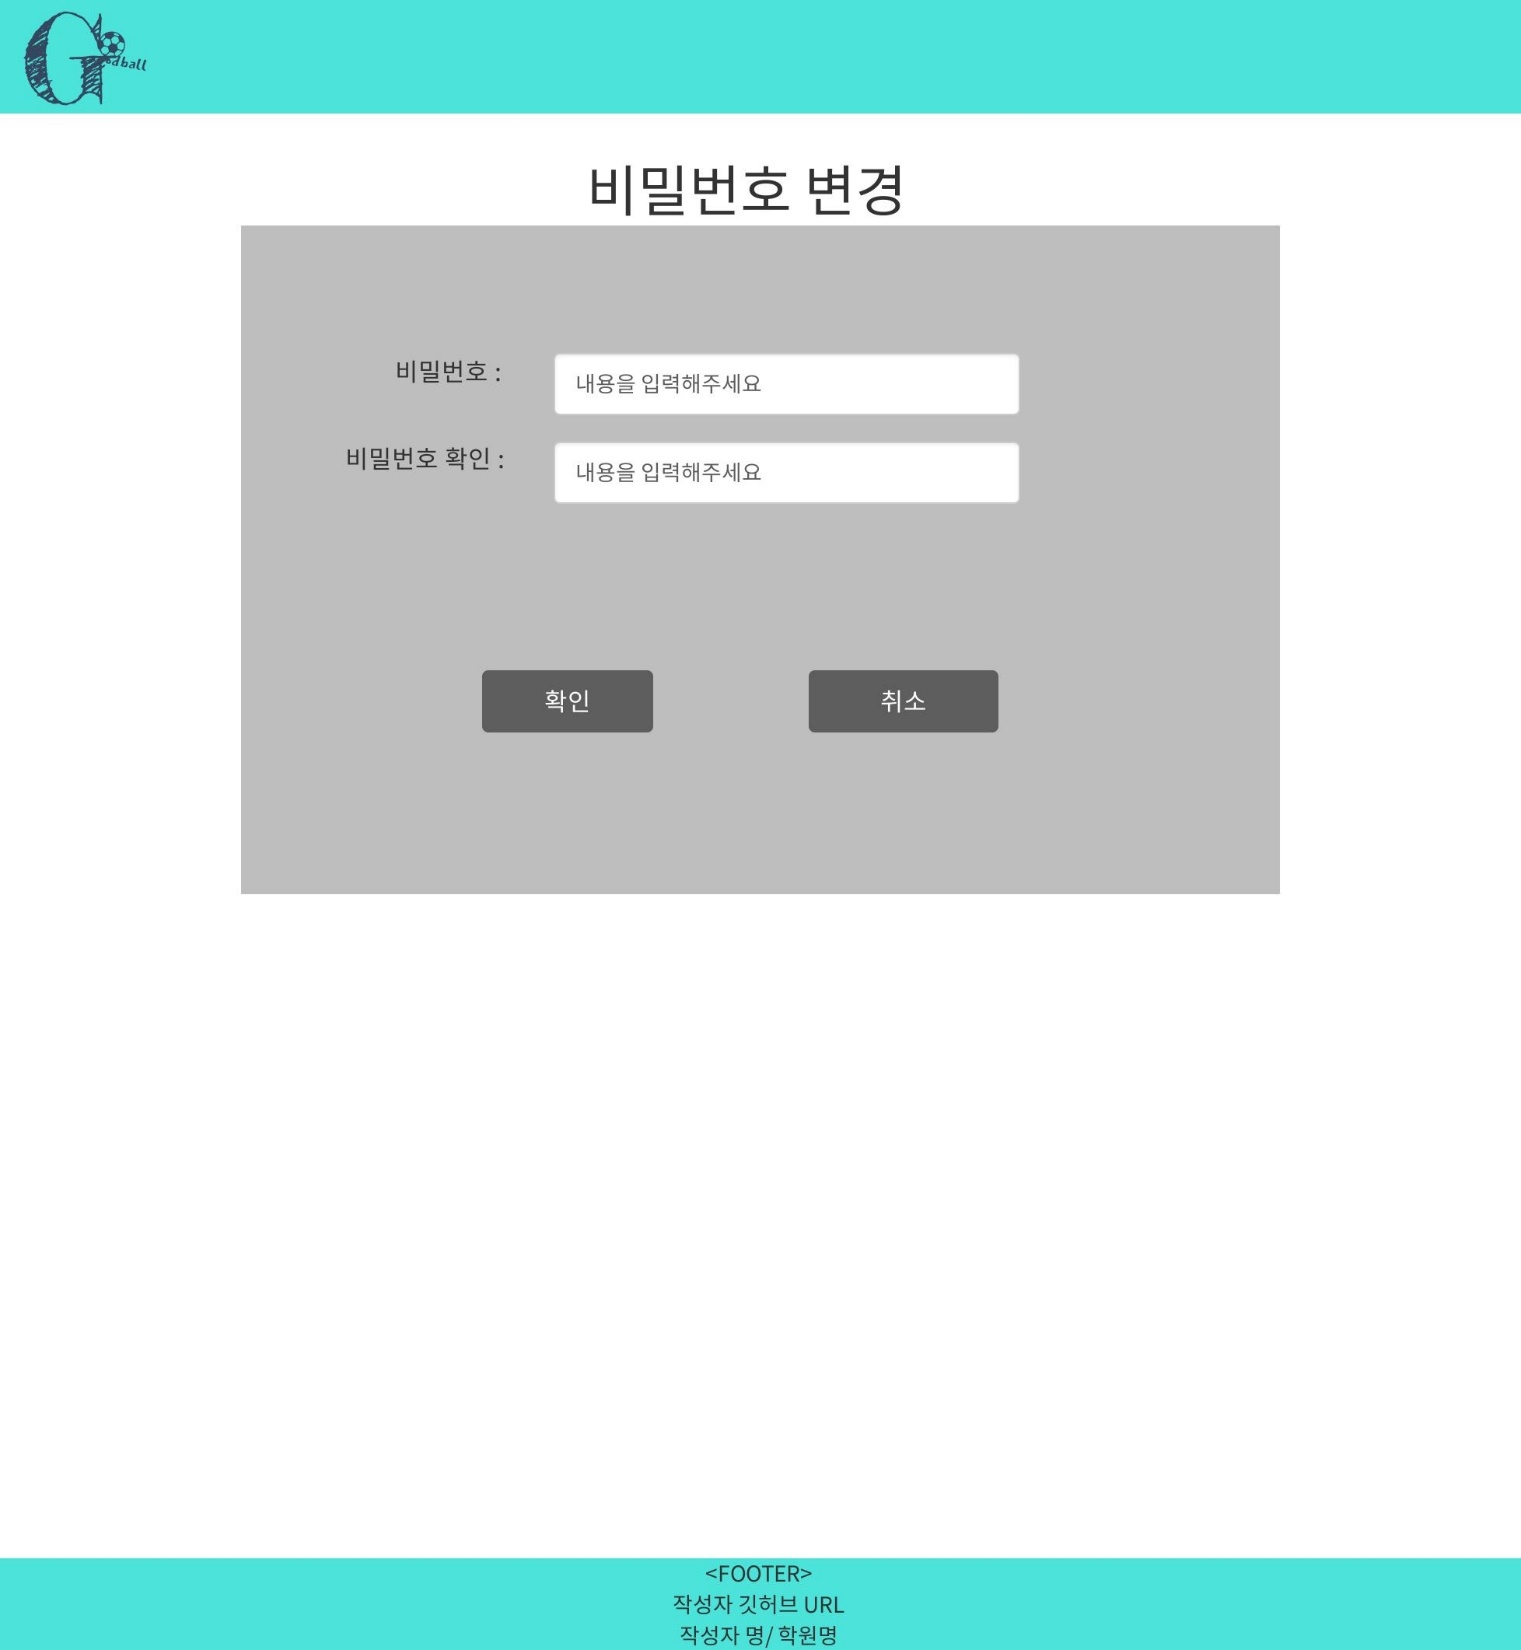 Goodball
비밀번호 변경
비밀번호 :
내용을 입력해주세요
비밀번호 확인 :
내용을 입력해주세요
확인
취소
<FOOTER>
작성자 깃허브 URL
작성자 명/ 학원명